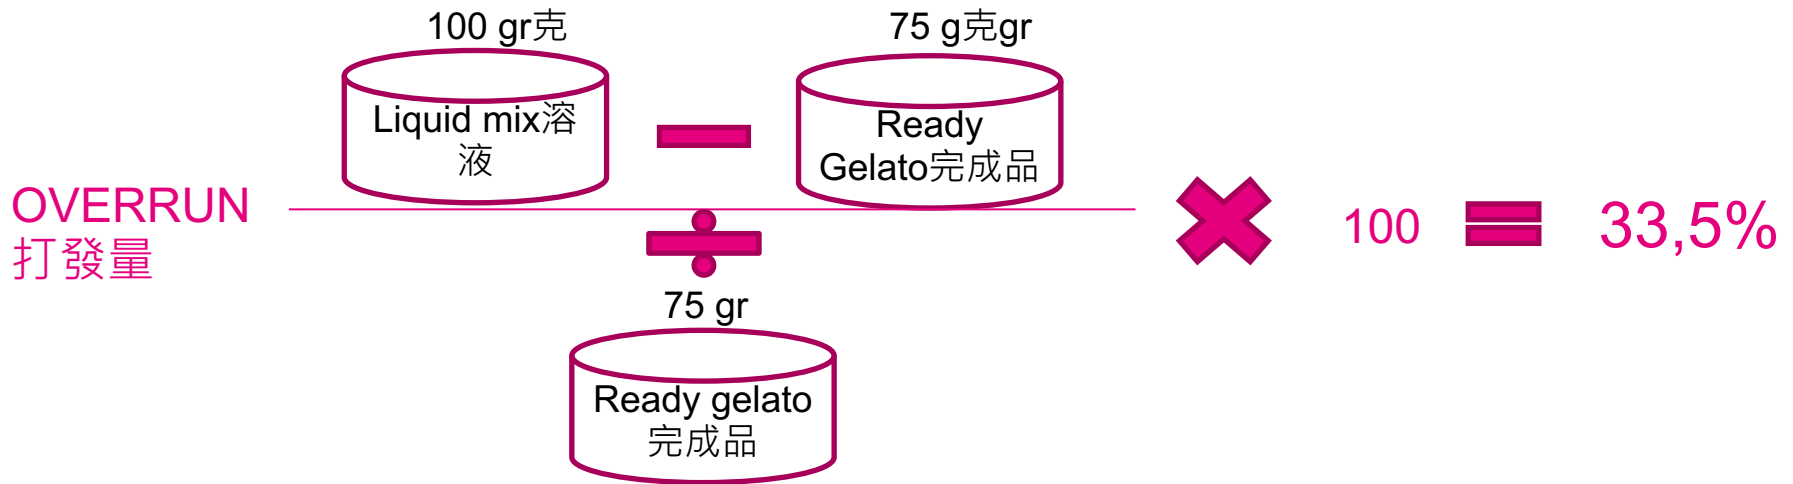 100 gr克
75 g克gr
Liquid mix溶
液
Ready
Gelato完成品
OVERRUN
打發量
100
33,5%
75 gr
Ready gelato
完成品